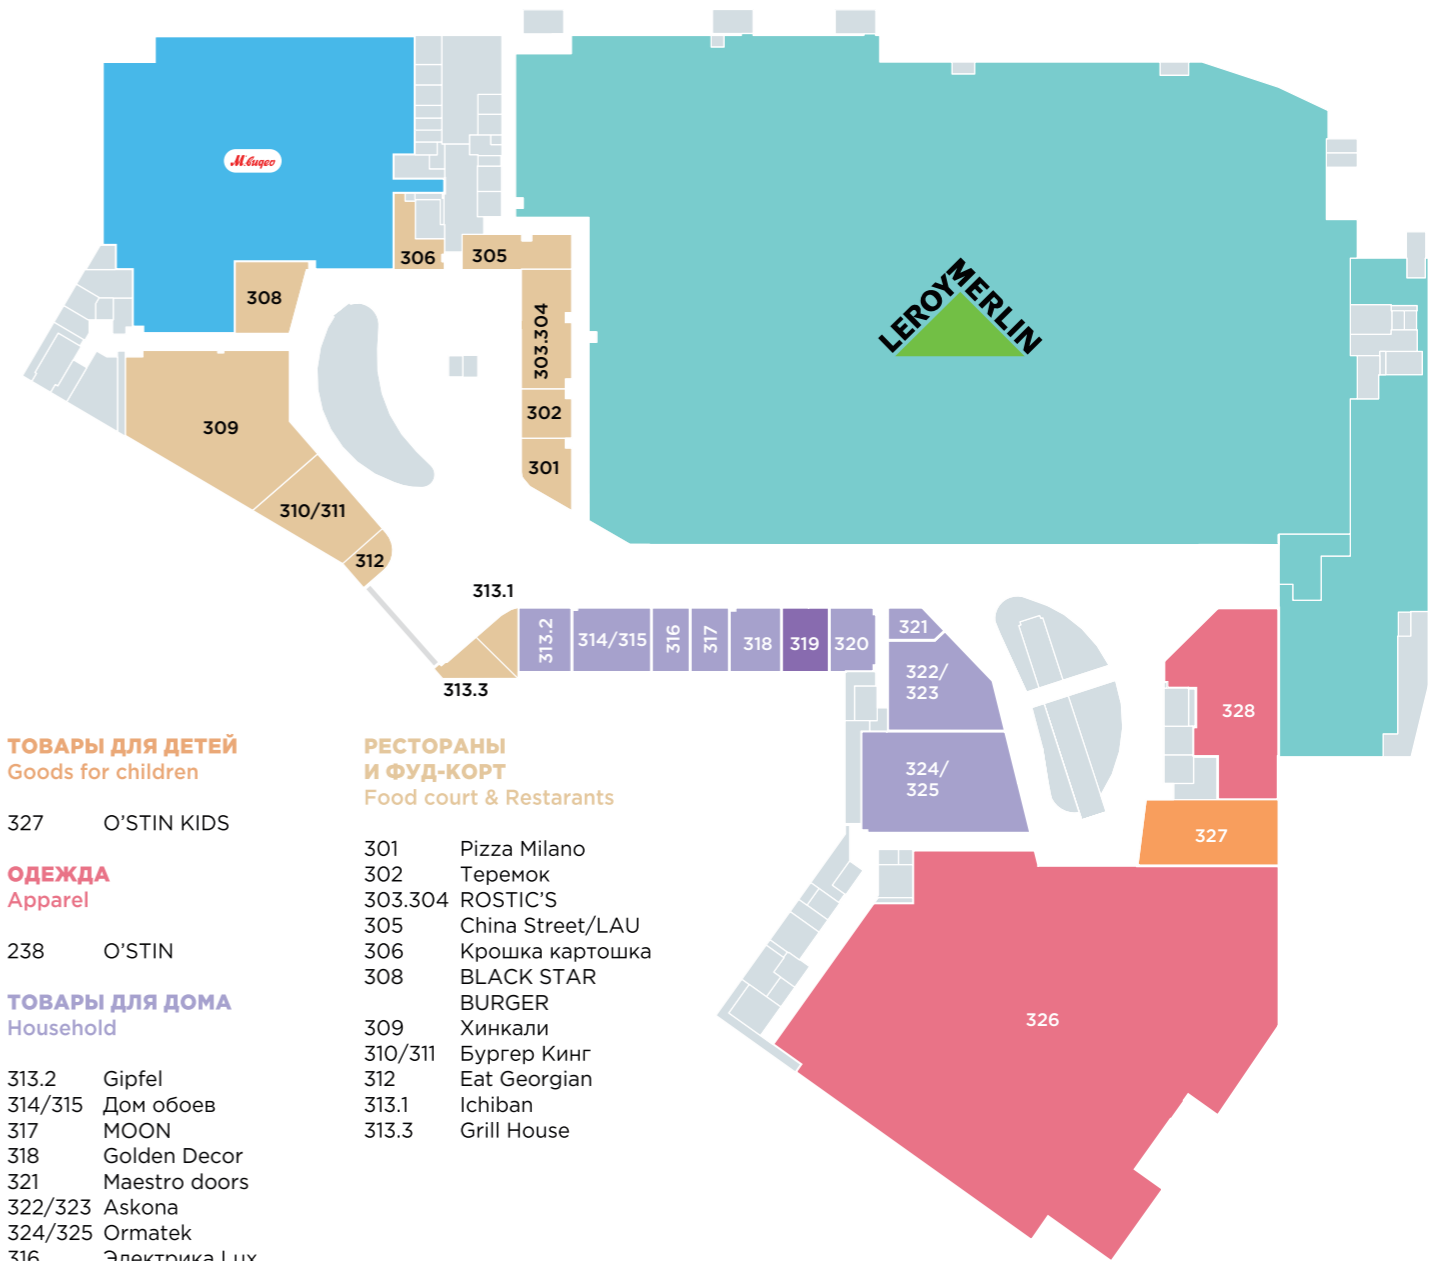 М.видео
LEROY MERLIN
306
305
308
303.304
302
301
309
310/311
312
313.1
313.3
313.2
314/315
316
317
318
319
320
321
322/
323
324/
325
328
327
326
ТОВАРЫ ДЛЯ ДЕТЕЙ
Goods for children
327 O'STIN KIDS
ОДЕЖДА
Apparel
238 O'STIN
ТОВАРЫ ДЛЯ ДОМА
Household
313.2 Gipfel
314/315 Дом обоев
317 MOON
318 Golden Decor
321 Maestro doors
322/323 Askona
324/325 Ormatek
316 Электрика Lux
РЕСТОРАНЫ
И ФУД-КОРТ
Food court & Restarants
301 Pizza Milano
302 Теремок
303.304 ROSTIC'S
305 China Street/LAU
306 Крошка картошка
308 BLACK STAR
BURGER
309 Хинкали
310/311 Бургер Кинг
312 Eat Georgian
313.1 Ichiban
313.3 Grill House